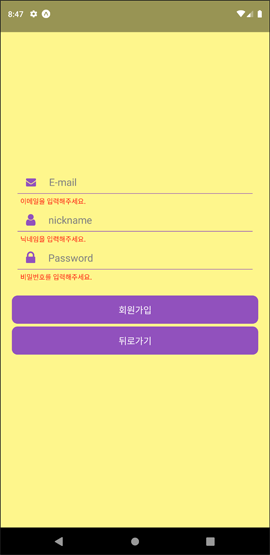 8:47
E-mail
이메일을 입력해주세요.
nickname
닉네임을 입력해주세요.
Password
비밀번호를 입력해주세요.
회원가입
뒤로가기